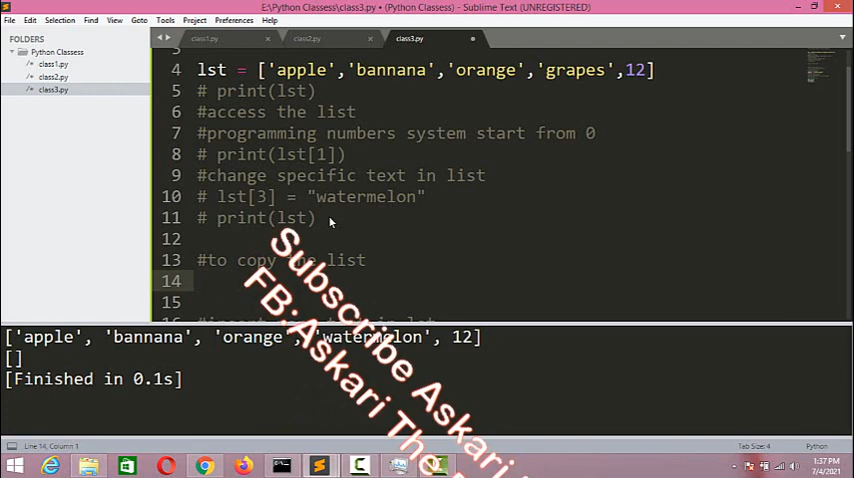 E:\Python Classess\class3.py • (Python Classess) - Sublime Text (UNREGISTERED)
File Edit Selection Find View Goto Tools Project Preferences Help
FOLDERS
Python Classess
class1.py
class2.py
class3.py
class1.py class2.py class3.py
4 lst = ['apple','bannana','orange','grapes',12]
5 # print(lst)
6 #access the list
7 #programming numbers system start from 0
8 # print(lst[1])
9 #change specific text in list
10 # lst[3] = "watermelon"
11 # print(lst)
12
13 #to copy the list
14
15
16
['apple', 'bannana', 'orange', 'watermelon', 12]
[]
[Finished in 0.1s]
Subscribe Askari
FB:Askari The
Line 14, Column 1
Tab Size: 4 Python
1:37 PM
7/4/2021